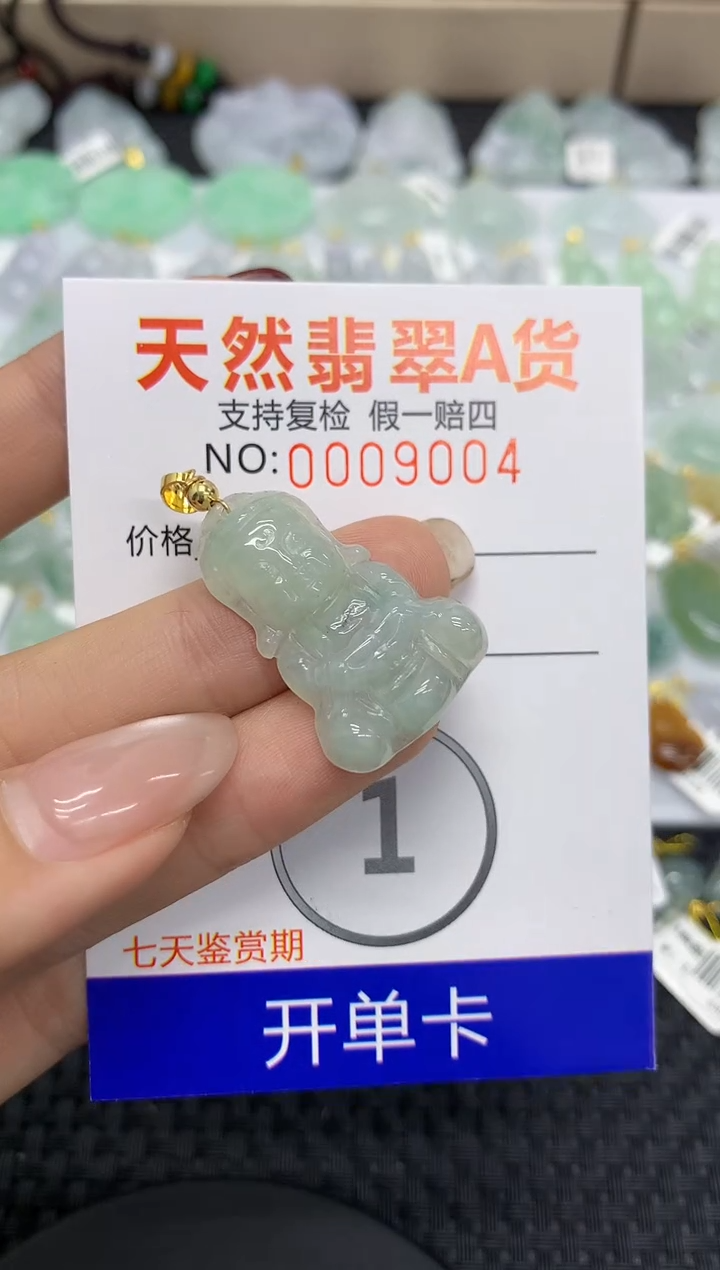 天然翡翠A货
支持复检 假一赔四
NO:0009004
价格
1
七天鉴赏期
开单卡